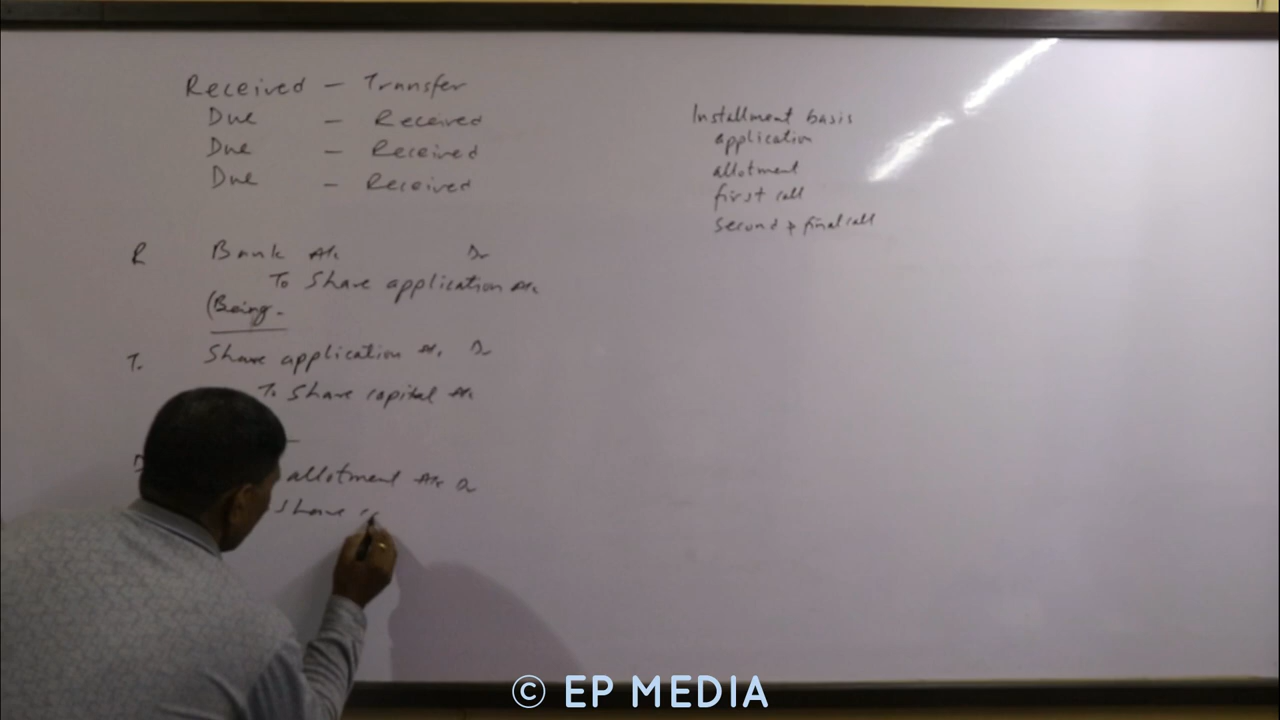 Received - Transfer
Due - Received
Due - Received
Due - Received
Installment basis
application
allotment
first call
second & final call
R Bank A/c Dr
To Share application A/c
(Being -
T. Share application A/c Dr
To Share capital A/c
allotment A/c Dr
Share
© EP MEDIA